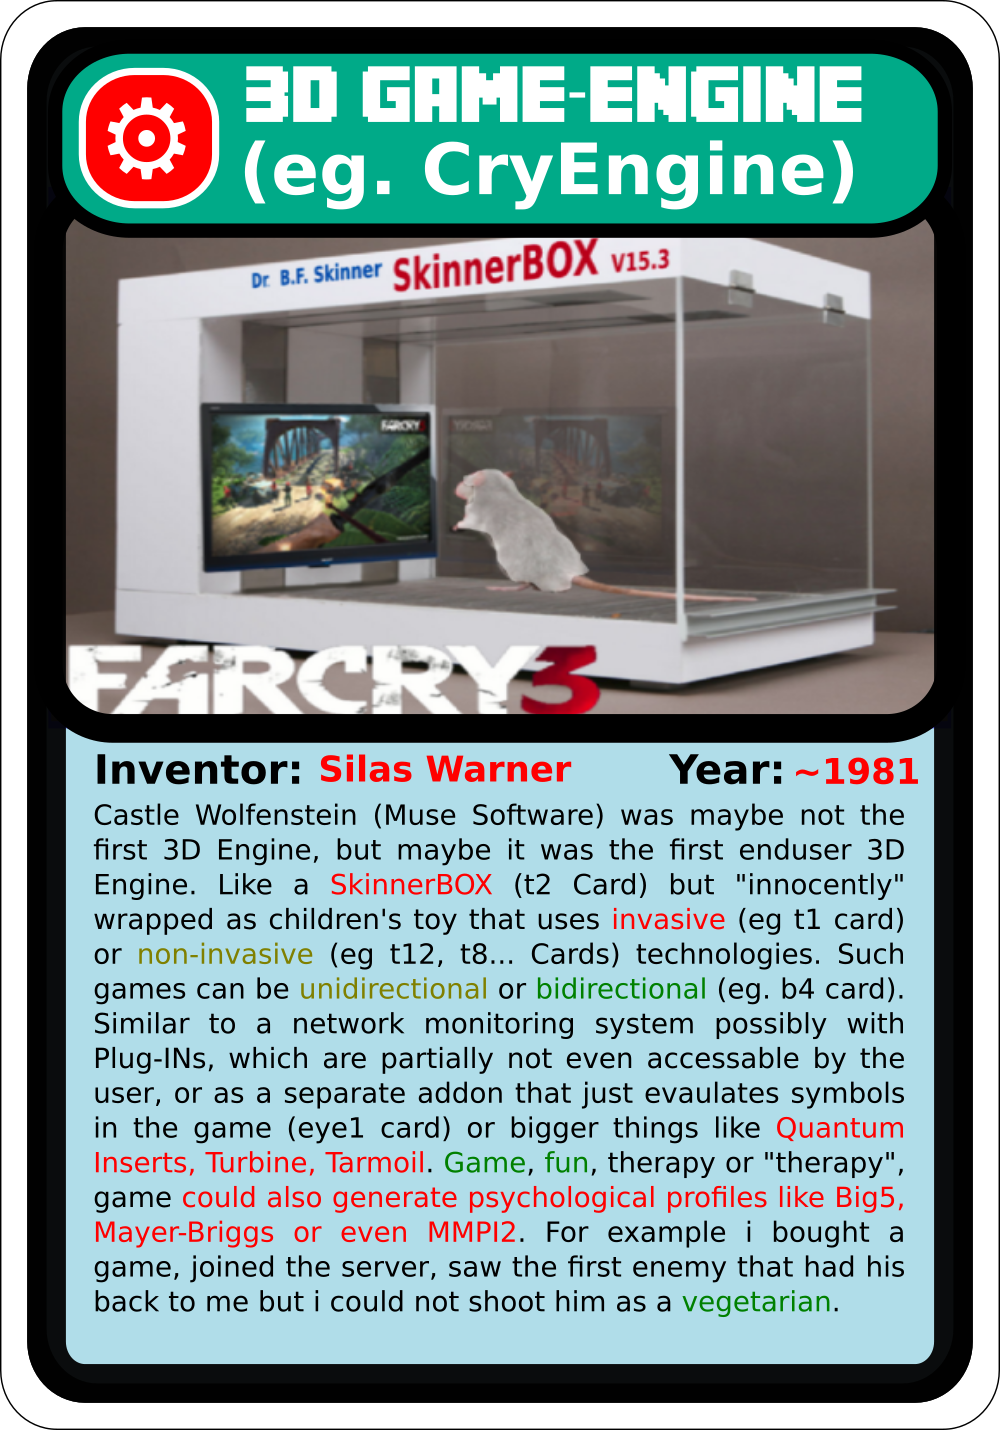 3D GAME-ENGINE
(eg. CryEngine)
Dr. B.F. Skinner SkinnerBOX V15.3
FARCRY3
FARCRY3
Inventor: Silas Warner Year: ~1981
Castle Wolfenstein (Muse Software) was maybe not the
first 3D Engine, but maybe it was the first enduser 3D
Engine. Like a SkinnerBOX (t2 Card) but "innocently"
wrapped as children's toy that uses invasive (eg t1 card)
or non-invasive (eg t12, t8... Cards) technologies. Such
games can be unidirectional or bidirectional (eg. b4 card).
Similar to a network monitoring system possibly with
Plug-INs, which are partially not even accessable by the
user, or as a separate addon that just evaulates symbols
in the game (eye1 card) or bigger things like Quantum
Inserts, Turbine, Tarmoil. Game, fun, therapy or "therapy",
game could also generate psychological profiles like Big5,
Mayer-Briggs or even MMPI2. For example i bought a
game, joined the server, saw the first enemy that had his
back to me but i could not shoot him as a vegetarian.